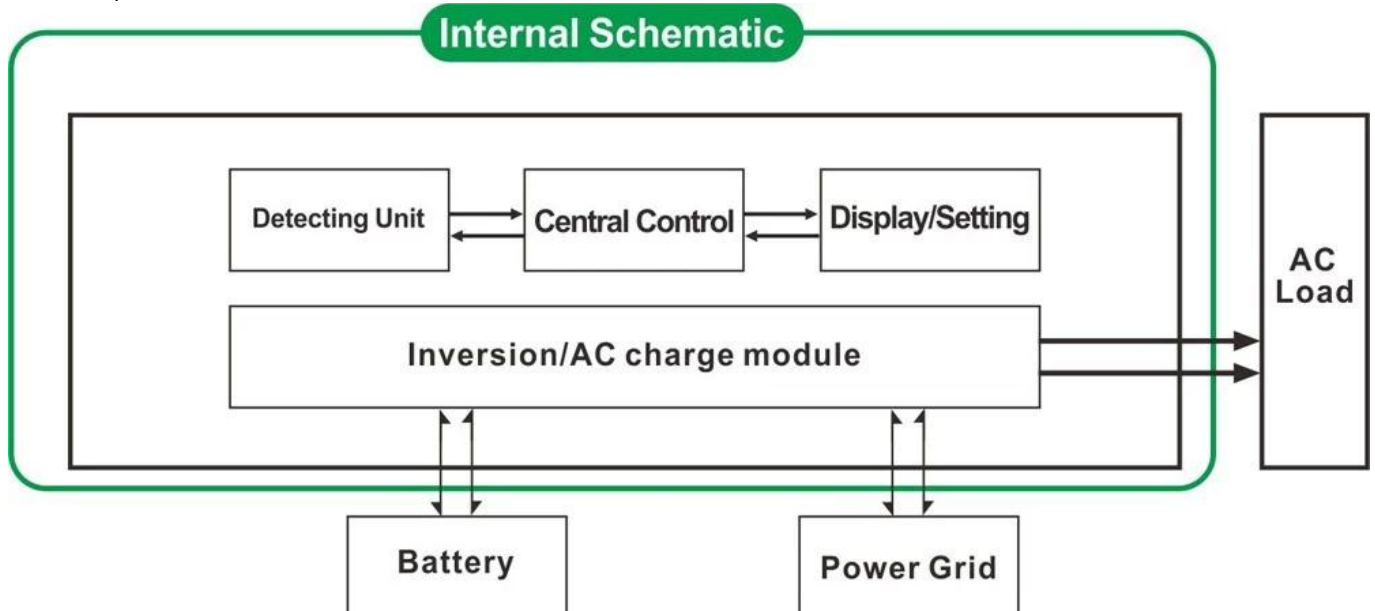 Internal Schematic
Detecting Unit
Central Control
Display/Setting
AC
Load
Inversion/AC charge module
Battery
Power Grid